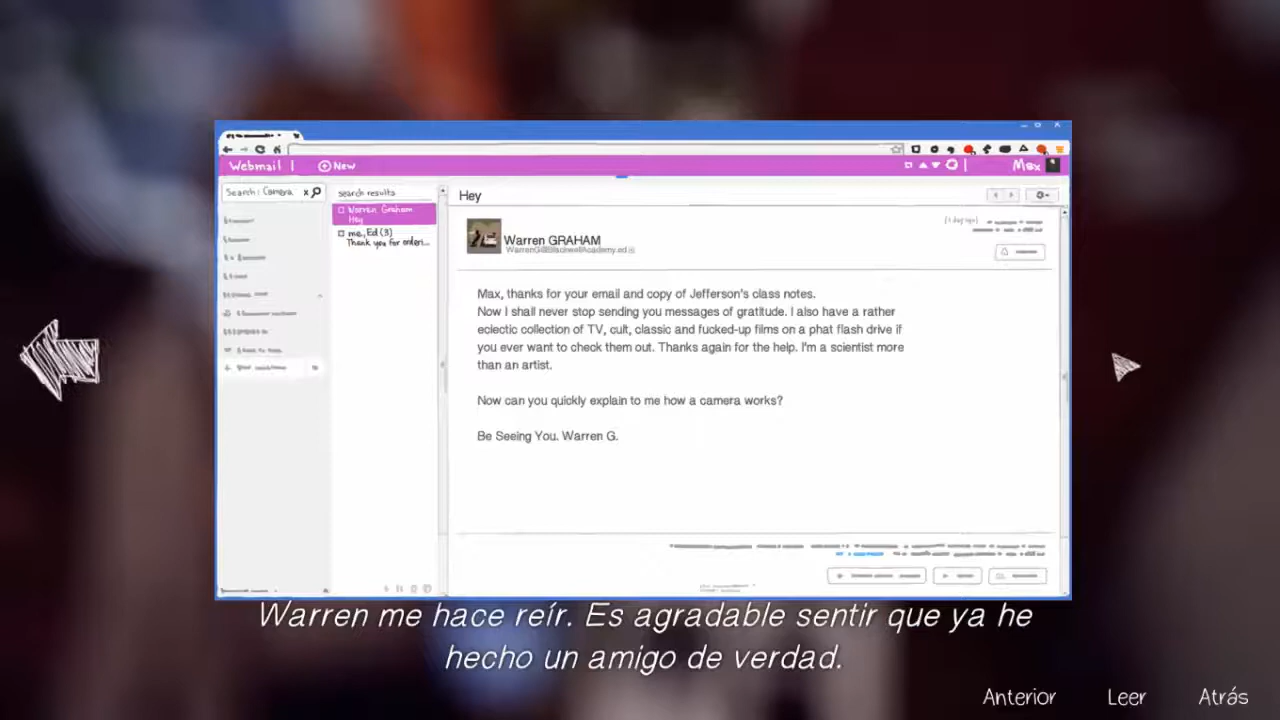 Webmail |
New
Max
Search: Camera x
search results
Hey
Warren Graham
Hey
me, Ed (3)
Thank you for orderi...
Warren GRAHAM
WarrenG@BlackwellAcademy.ed
Max, thanks for your email and copy of Jefferson's class notes.
Now I shall never stop sending you messages of gratitude. I also have a rather
eclectic collection of TV, cult, classic and fucked-up films on a phat flash drive if
you ever want to check them out. Thanks again for the help. I'm a scientist more
than an artist.
Now can you quickly explain to me how a camera works?
Be Seeing You. Warren G.
Warren me hace reír. Es agradable sentir que ya he
hecho un amigo de verdad.
Anterior
Leer
Atrás